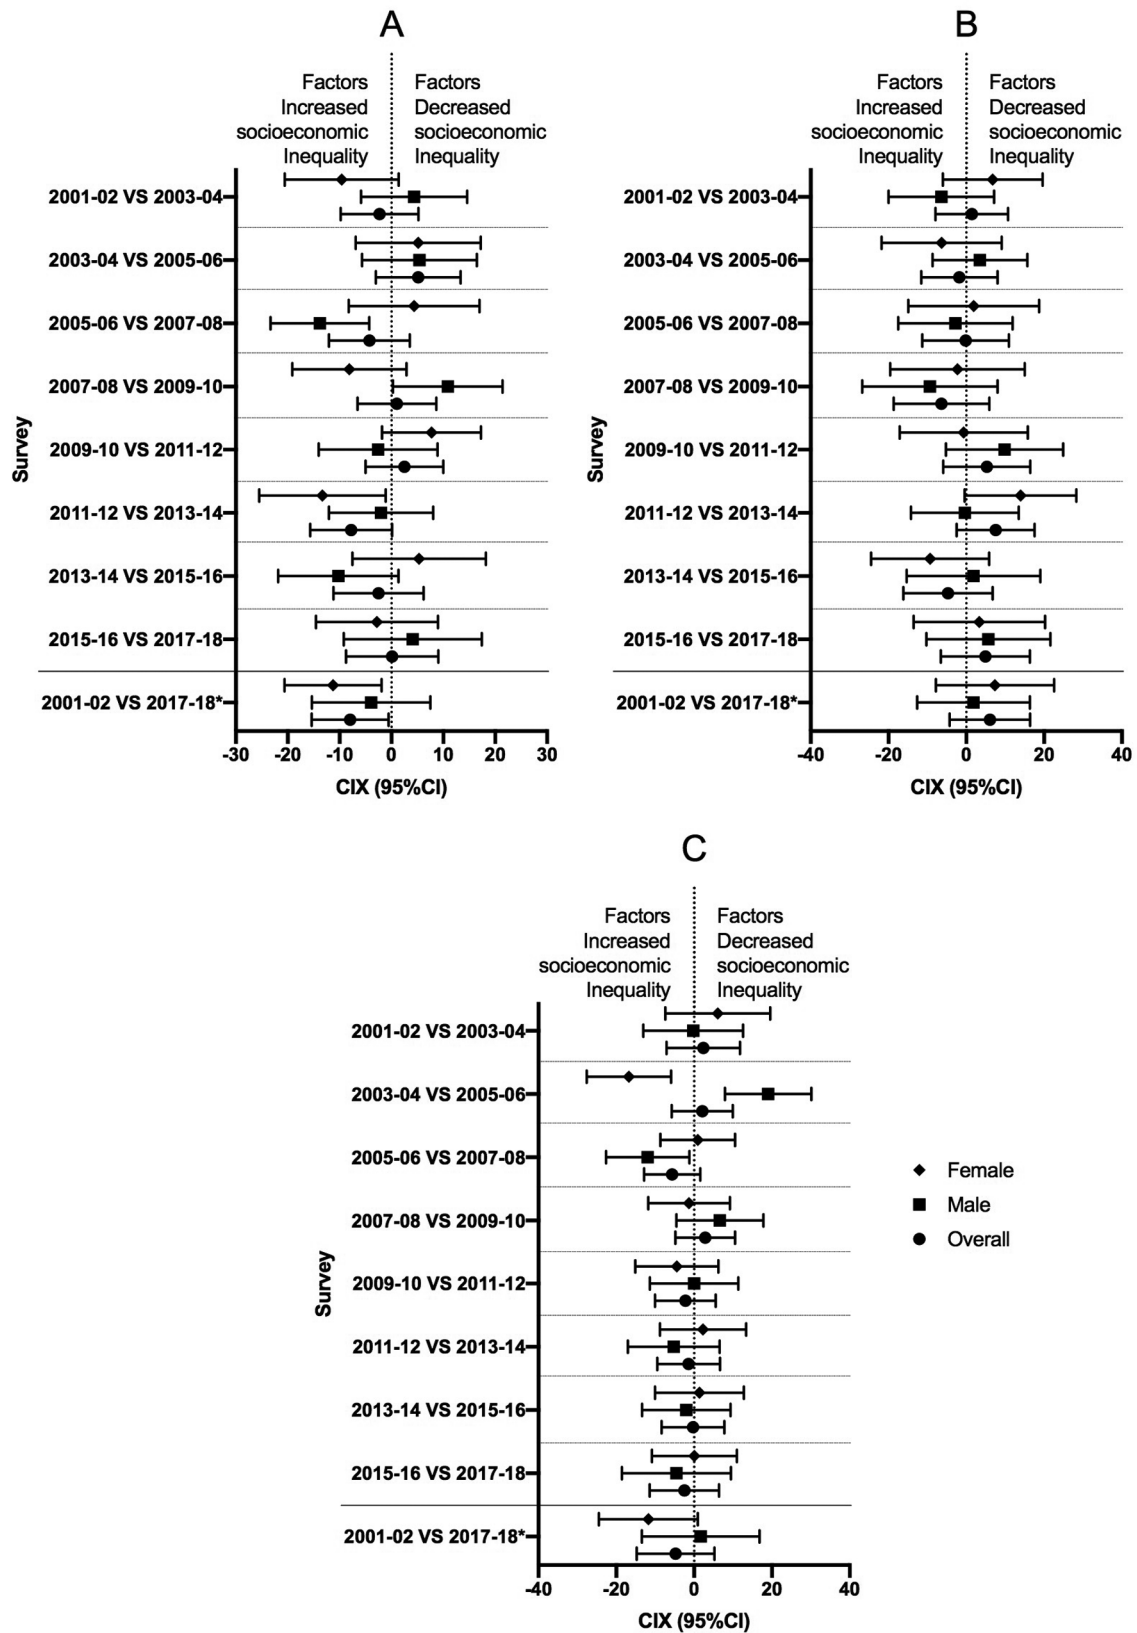 A
Factors
Increased
socioeconomic
Inequality
Factors
Decreased
socioeconomic
Inequality
Survey
2001-02 VS 2003-04
2003-04 VS 2005-06
2005-06 VS 2007-08
2007-08 VS 2009-10
2009-10 VS 2011-12
2011-12 VS 2013-14
2013-14 VS 2015-16
2015-16 VS 2017-18
2001-02 VS 2017-18*
-30 -20 -10 0 10 20 30
CIX (95%CI)
B
Factors
Increased
socioeconomic
Inequality
Factors
Decreased
socioeconomic
Inequality
Survey
2001-02 VS 2003-04
2003-04 VS 2005-06
2005-06 VS 2007-08
2007-08 VS 2009-10
2009-10 VS 2011-12
2011-12 VS 2013-14
2013-14 VS 2015-16
2015-16 VS 2017-18
2001-02 VS 2017-18*
-40 -20 0 20 40
CIX (95%CI)
C
Factors
Increased
socioeconomic
Inequality
Factors
Decreased
socioeconomic
Inequality
Survey
2001-02 VS 2003-04
2003-04 VS 2005-06
2005-06 VS 2007-08
2007-08 VS 2009-10
2009-10 VS 2011-12
2011-12 VS 2013-14
2013-14 VS 2015-16
2015-16 VS 2017-18
2001-02 VS 2017-18*
-40 -20 0 20 40
CIX (95%CI)
Female
Male
Overall